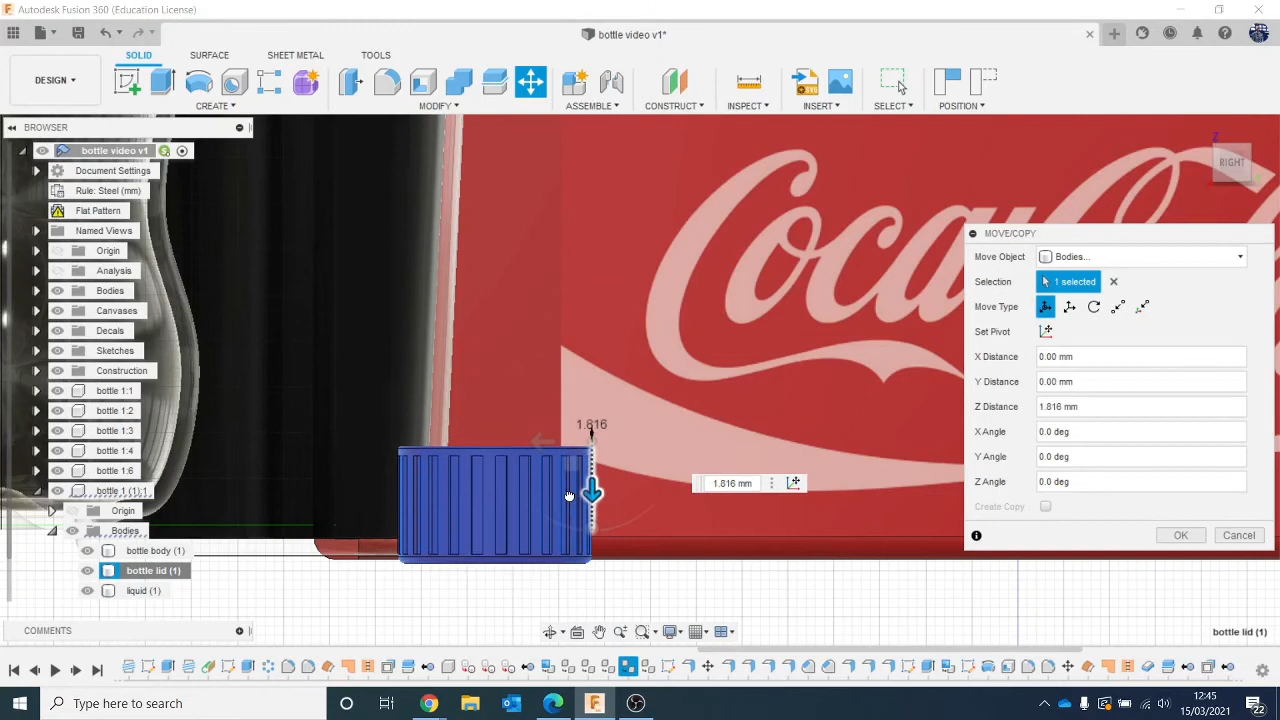 Autodesk Fusion 360 (Education License)
bottle video v1*
SOLID SURFACE SHEET METAL TOOLS
DESIGN
CREATE MODIFY ASSEMBLE CONSTRUCT INSPECT INSERT SELECT POSITION
BROWSER
bottle video v1
Document Settings
Rule: Steel (mm)
Flat Pattern
Named Views
Origin
Analysis
Bodies
Canvases
Decals
Sketches
Construction
bottle 1:1
bottle 1:2
bottle 1:3
bottle 1:4
bottle 1:6
bottle 1 (1):1
Origin
Bodies
bottle body (1)
bottle lid (1)
liquid (1)
COMMENTS
Coca
1.816
1.816 mm
Z
RIGHT
MOVE/COPY
Move Object Bodies...
Selection 1 selected
Move Type
Set Pivot
X Distance 0.00 mm
Y Distance 0.00 mm
Z Distance 1.816 mm
X Angle 0.0 deg
Y Angle 0.0 deg
Z Angle 0.0 deg
Create Copy
OK Cancel
bottle lid (1)
Type here to search
12:45
15/03/2021
22